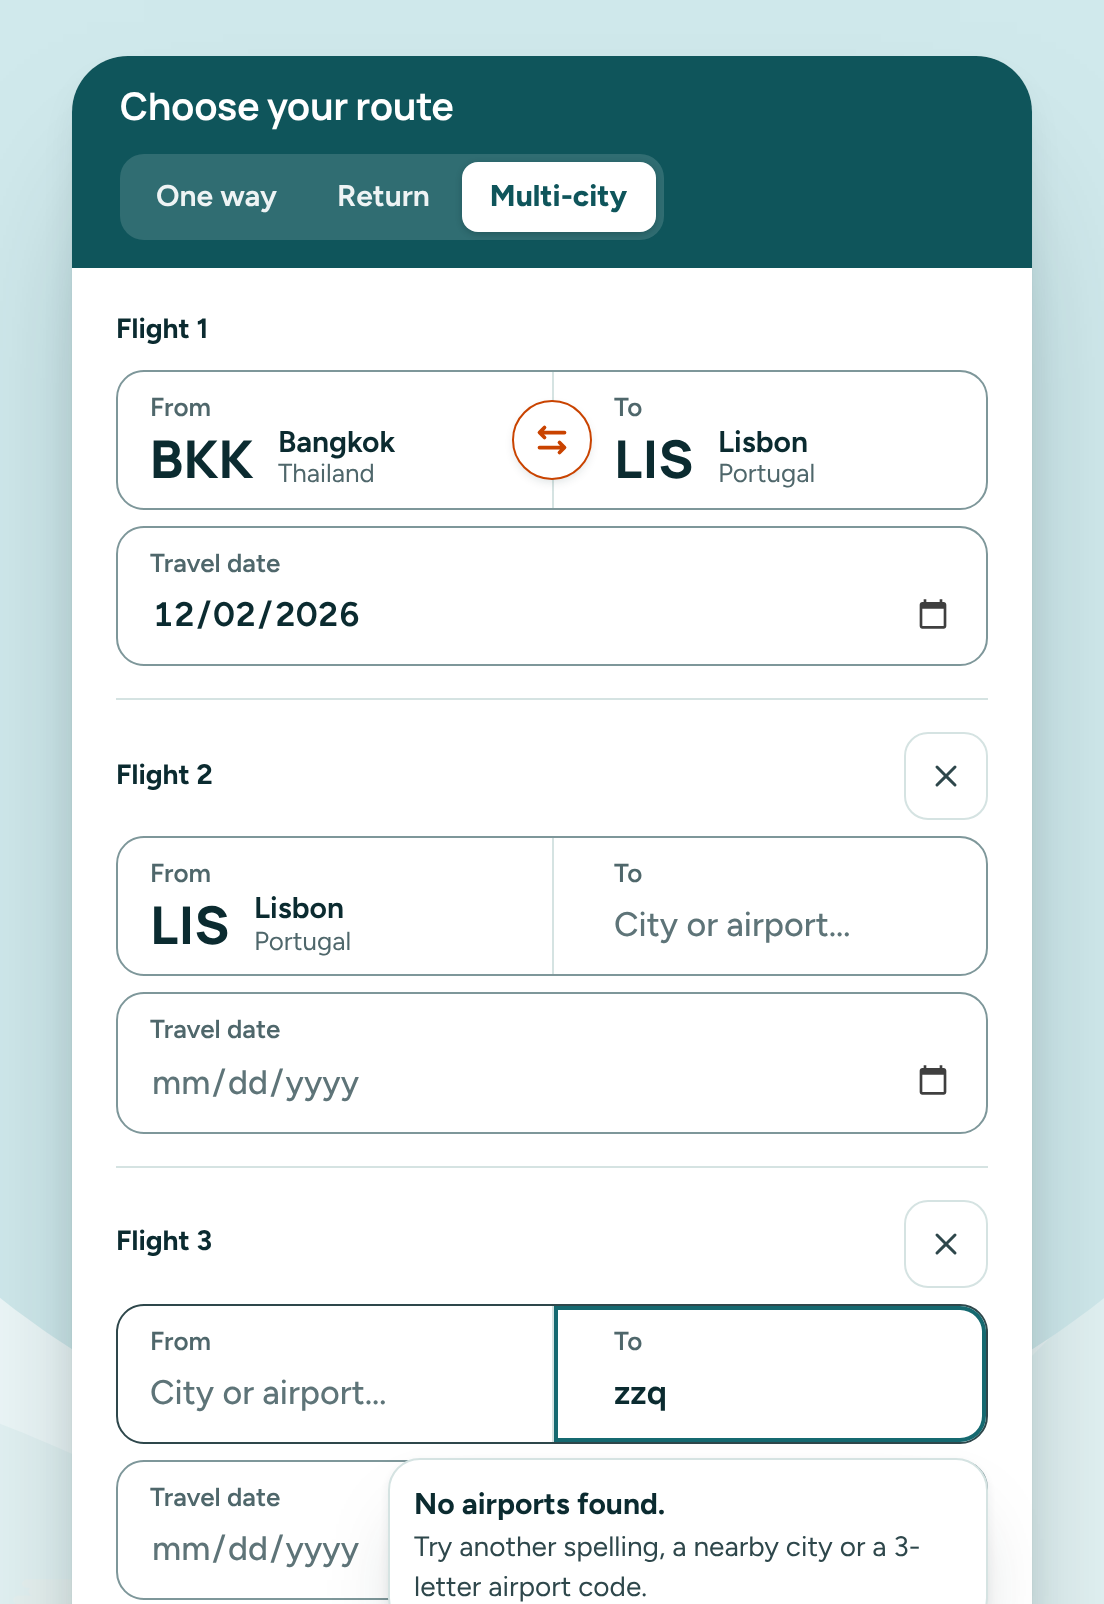 Choose your route
One way
Return
Multi-city
Flight 1
From
BKK
Bangkok
Thailand
To
LIS
Lisbon
Portugal
Travel date
12/02/2026
Flight 2
From
LIS
Lisbon
Portugal
To
City or airport...
Travel date
mm/dd/yyyy
Flight 3
From
City or airport...
To
zzq
Travel date
mm/dd/yyyy
No airports found.
Try another spelling, a nearby city or a 3-
letter airport code.